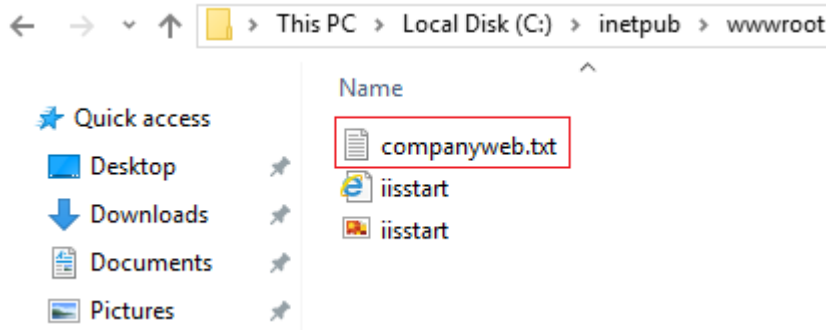 This PC > Local Disk (C:) > inetpub > wwwroot
Name
Quick access
companyweb.txt
Desktop
iisstart
Downloads
iisstart
Documents
Pictures